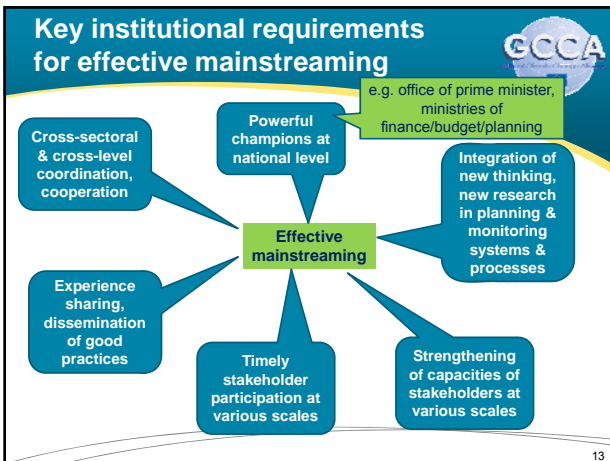 Key institutional requirements
for effective mainstreaming
GCCA
e.g. office of prime minister,
ministries of
finance/budget/planning
Powerful
champions at
national level
Cross-sectoral
& cross-level
coordination,
cooperation
Integration of
new thinking,
new research
in planning &
monitoring
systems &
processes
Effective
mainstreaming
Experience
sharing,
dissemination
of good
practices
Timely
stakeholder
participation at
various scales
Strengthening
of capacities of
stakeholders at
various scales
13